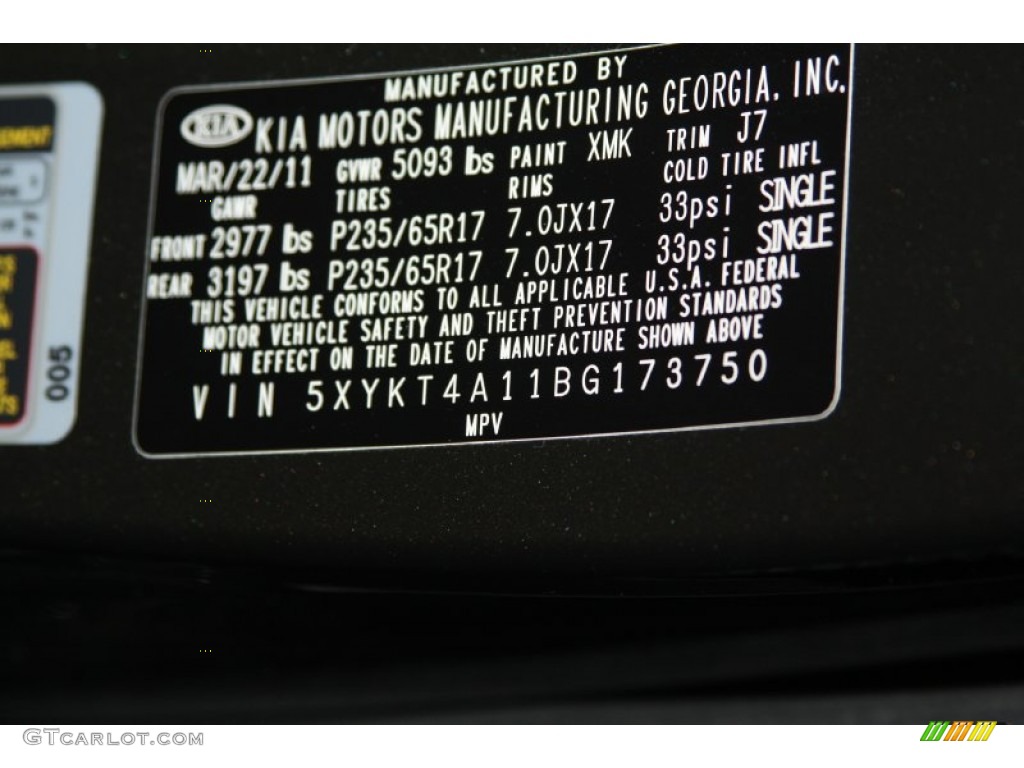 MANUFACTURED BY
KIA KIA MOTORS MANUFACTURING GEORGIA, INC.
MAR/22/11 GVWR 5093 lbs PAINT XMK TRIM J7
GAWR TIRES RIMS COLD TIRE INFL
FRONT 2977 lbs P235/65R17 7.0JX17 33psi SINGLE
REAR 3197 lbs P235/65R17 7.0JX17 33psi SINGLE
THIS VEHICLE CONFORMS TO ALL APPLICABLE U.S.A. FEDERAL
MOTOR VEHICLE SAFETY AND THEFT PREVENTION STANDARDS
IN EFFECT ON THE DATE OF MANUFACTURE SHOWN ABOVE
VIN 5XYKT4A11BG173750
MPV
005
GTCARLOT.COM